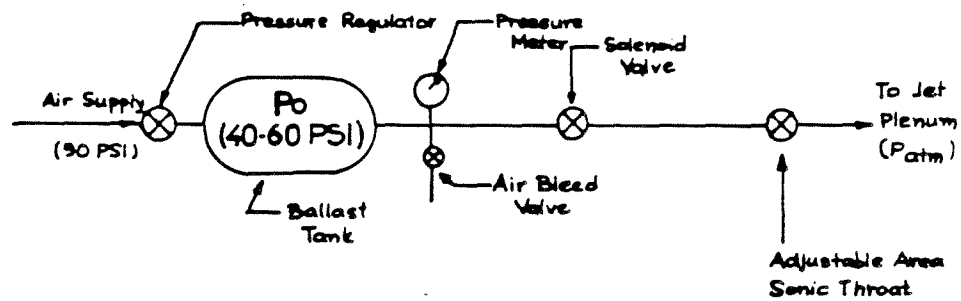 Pressure Regulator
Pressure
Meter
Solenoid
Valve
Air Supply
(90 PSI)
Po
(40-60 PSI)
To Jet
Plenum
(Patm)
Air Bleed
Valve
Ballast
Tank
Adjustable Area
Sonic Throat